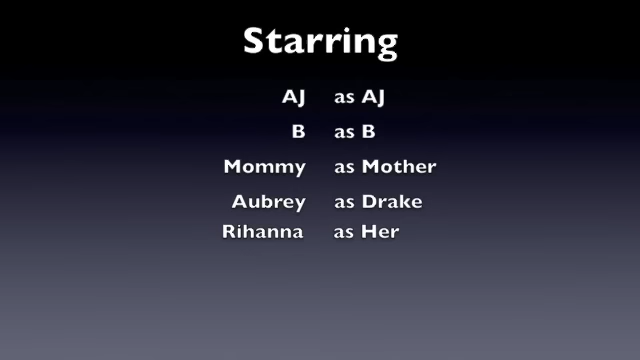 Starring
AJ as AJ
B as B
Mommy as Mother
Aubrey as Drake
Rihanna as Her